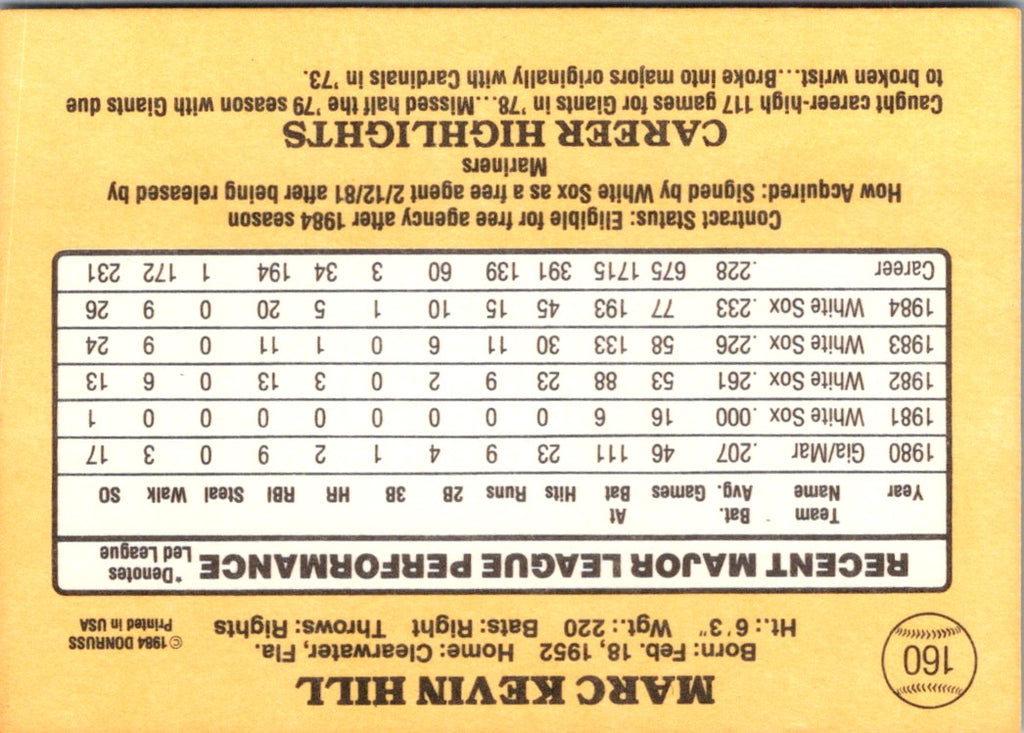 160
MARC KEVIN HILL
Born: Feb. 18, 1952 Home: Clearwater, Fla.
Ht.: 6'3" Wgt.: 220 Bats: Right Throws: Rights
© 1984 DONRUSS
Printed in USA
RECENT MAJOR LEAGUE PERFORMANCE *Denotes Led League
Year Team Name Bat. Avg. Games At Bat Hits Runs 2B 3B HR RBI Steal Walk SO
1980 Gia/Mar .207 46 111 23 9 4 1 2 9 0 3 17
1981 White Sox .000 16 6 0 0 0 0 0 0 0 0 1
1982 White Sox .261 53 88 23 9 2 0 3 13 0 6 13
1983 White Sox .226 58 133 30 11 6 0 1 11 0 9 24
1984 White Sox .233 77 193 45 15 10 1 5 20 0 9 26
Career .228 675 1715 391 139 60 3 34 194 1 172 231
Contract Status: Eligible for free agency after 1984 season
How Acquired: Signed by White Sox as a free agent 2/12/81 after being released by
Mariners
CAREER HIGHLIGHTS
Caught career-high 117 games for Giants in '78...Missed half the '79 season with Giants due
to broken wrist...Broke into majors originally with Cardinals in '73.